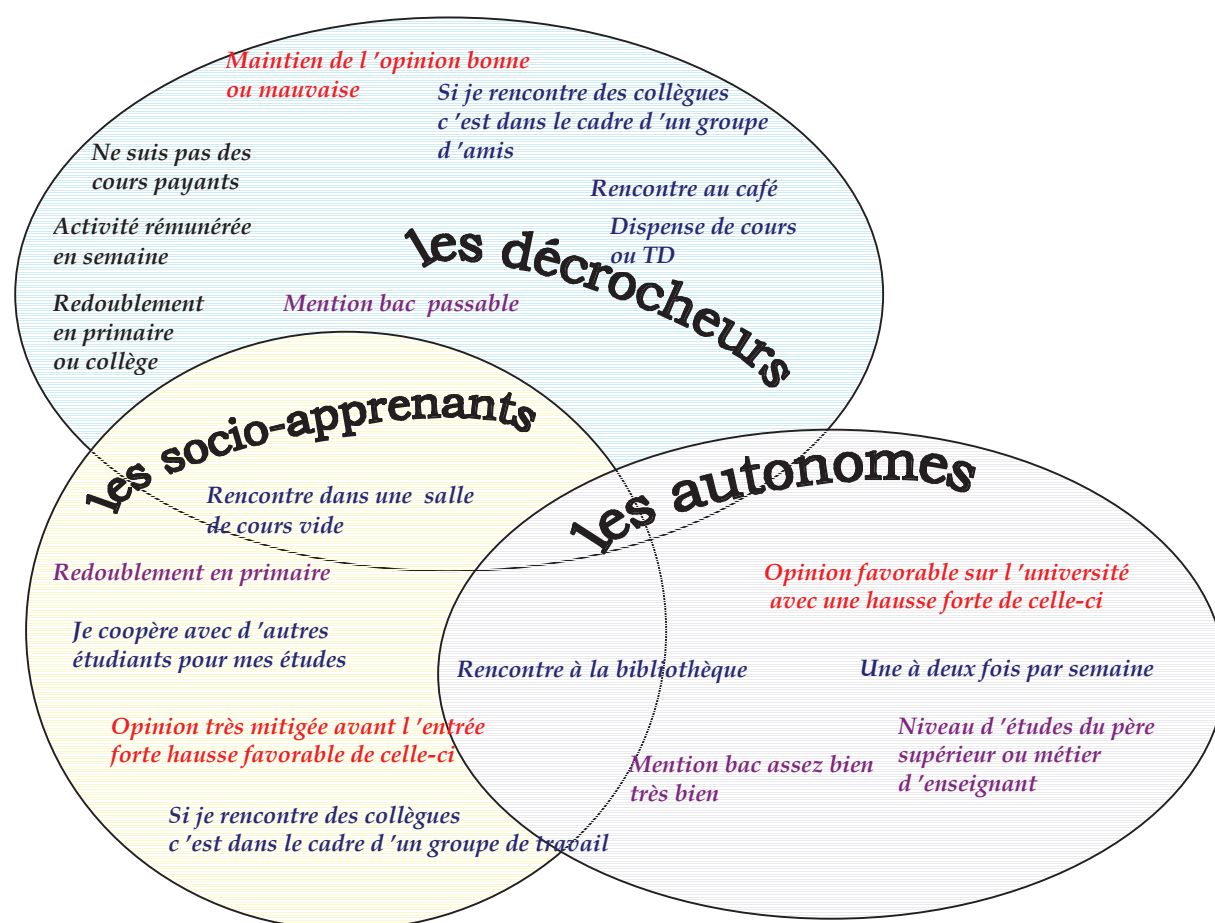 Maintien de l ’opinion bonne
ou mauvaise
Si je rencontre des collègues
c ’est dans le cadre d ’un groupe
d ’amis
Ne suis pas des
cours payants
Rencontre au café
Activité rémunérée
en semaine
Dispense de cours
ou TD
les décrocheurs
Redoublement
en primaire
ou collège
Mention bac passable
les socio-apprenants
Rencontre dans une salle
de cours vide
Redoublement en primaire
Je coopère avec d ’autres
étudiants pour mes études
Opinion très mitigée avant l ’entrée
forte hausse favorable de celle-ci
Si je rencontre des collègues
c ’est dans le cadre d ’un groupe de travail
les autonomes
Opinion favorable sur l ’université
avec une hausse forte de celle-ci
Rencontre à la bibliothèque
Une à deux fois par semaine
Niveau d ’études du père
supérieur ou métier
d ’enseignant
Mention bac assez bien
très bien